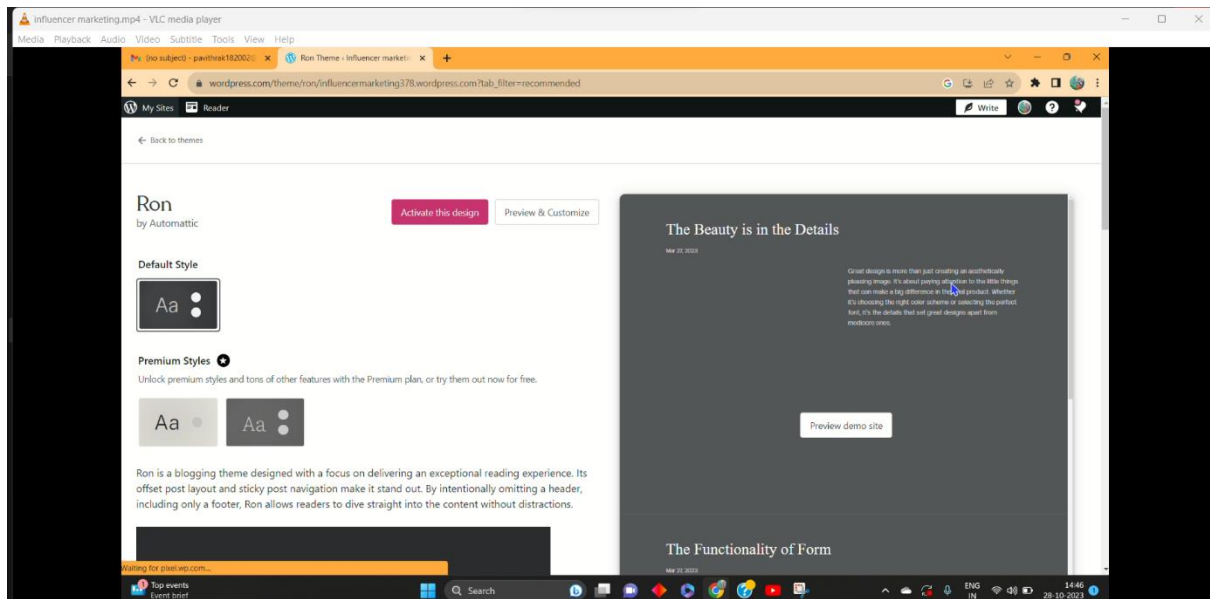 influencer marketing.mp4 - VLC media player
Media Playback Audio Video Subtitle Tools View Help
(no subject) - pavithrak182002@
Ron Theme - Influencer marketi
wordpress.com/theme/ron/influencermarketing378.wordpress.com?tab_filter=recommended
My Sites Reader Write
Back to themes
Ron
by Automattic
Activate this design Preview & Customize
Default Style
Aa
Premium Styles
Unlock premium styles and tons of other features with the Premium plan, or try them out now for free.
Aa Aa
Ron is a blogging theme designed with a focus on delivering an exceptional reading experience. Its
offset post layout and sticky post navigation make it stand out. By intentionally omitting a header,
including only a footer, Ron allows readers to dive straight into the content without distractions.
The Beauty is in the Details
Mar 22, 2023
Great design is more than just creating an aesthetically
pleasing image. It's about paying attention to the little things
that can make a big difference in the product. Whether
it's choosing the right color scheme or selecting the perfect
font, it's the details that set great designs apart from
mediocre ones.
Preview demo site
The Functionality of Form
Mar 22, 2023
Waiting for pixel.wp.com...
1
Top events
Event brief
Search
ENG
IN
14:46
28-10-2023